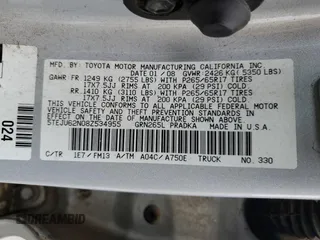 MFD. BY: TOYOTA MOTOR MANUFACTURING CALIFORNIA INC
DATE 01/08 GVWR 2426 KG( 5350 LBS)
GAWR FR 1249 KG (2755 LBS) WITH P265/65R17 TIRES
17X7.5JJ RIMS AT 200 KPA (29 PSI) COLD
RR 1410 KG (3110 LBS) WITH P265/65R17 TIRES
17X7.5JJ RIMS AT 200 KPA (29 PSI) COLD
THIS VEHICLE CONFORMS TO ALL APPLICABLE FEDERAL MOTOR
VEHICLE SAFETY AND THEFT PREVENTION STANDARDS
IN EFFECT ON THE DATE OF MANUFACTURE SHOWN ABOVE.
5TEJU62N08Z534955 GRN265L PRADKA
C/TR 1E7/FM13 A/TM A04C/A750E TRUCK NO. 330
MADE IN U.S.A.
024
© IDREAMBID